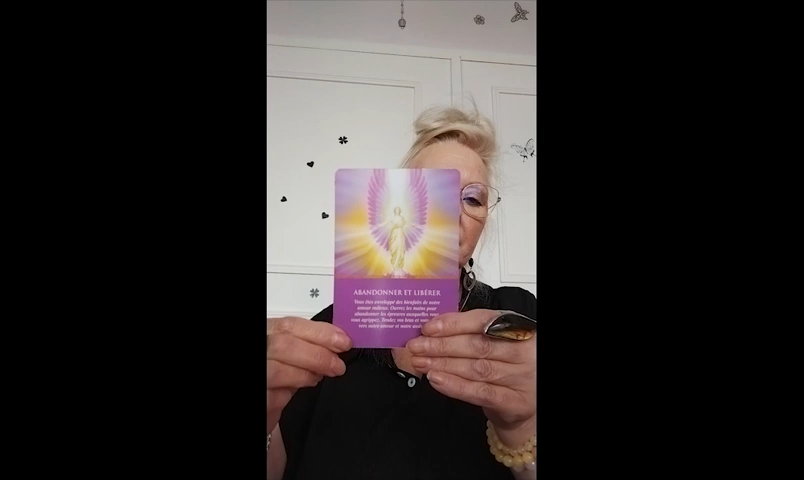 ABANDONNER ET LIBÉRER
Vous êtes enveloppé des bienfaits de notre
amour radieux. Ouvrez les mains pour
abandonner les épreuves auxquelles vous
vous agrippez. Tendez vos bras et
vers notre amour et notre